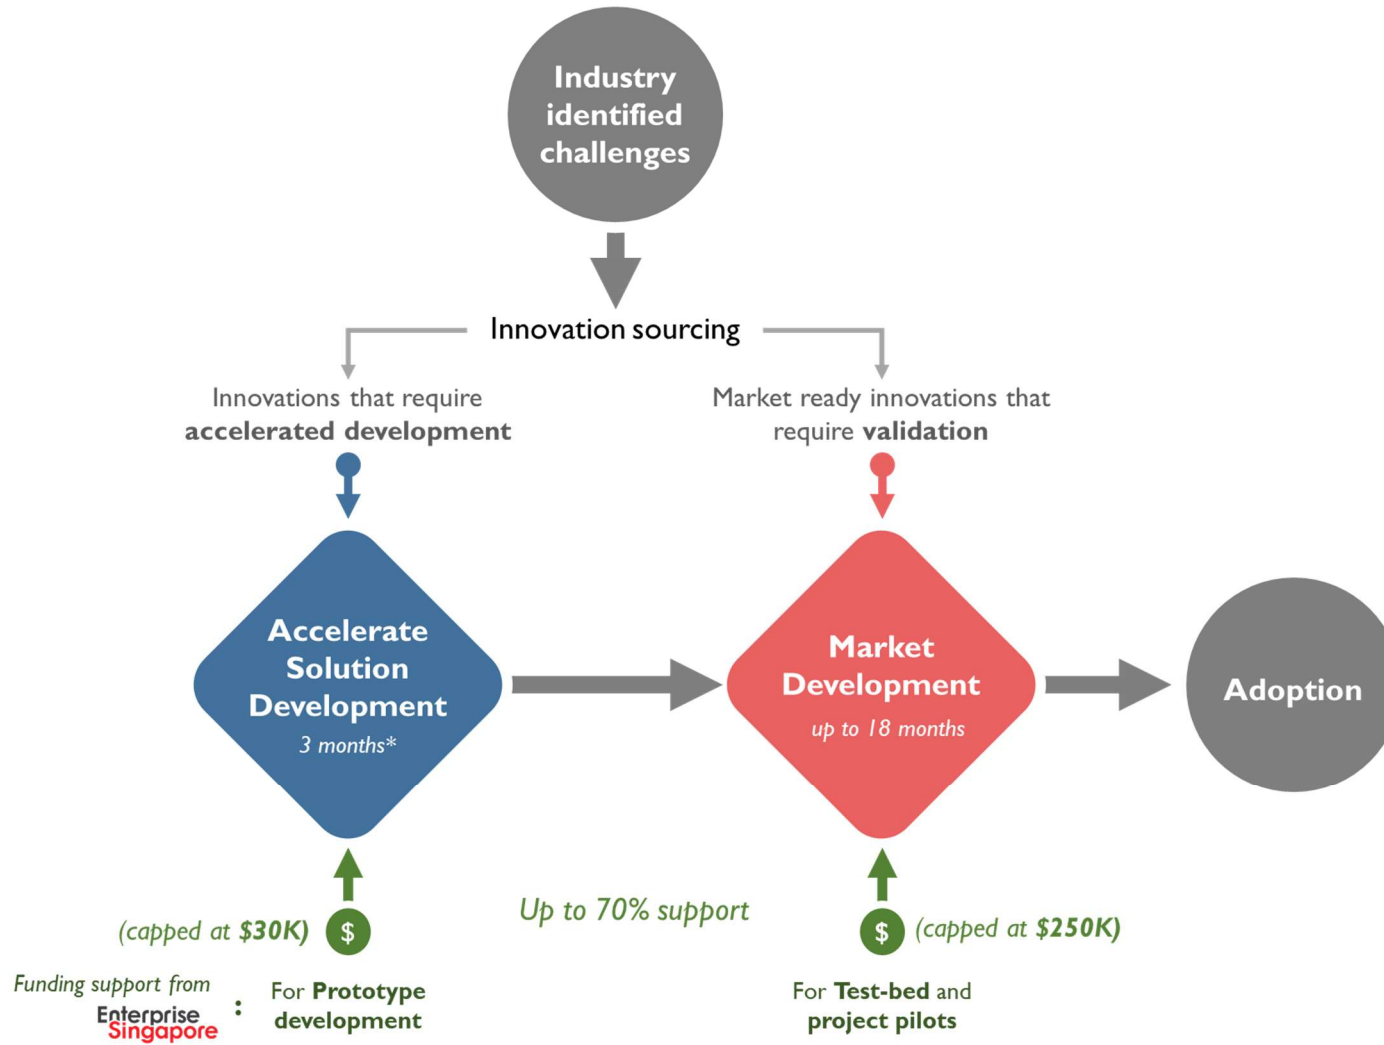 Industry
identified
challenges
Innovation sourcing
Innovations that require
accelerated development
Market ready innovations that
require validation
Accelerate
Solution
Development
3 months*
Market
Development
up to 18 months
Adoption
(capped at $30K)
$
Up to 70% support
$
(capped at $250K)
Funding support from
Enterprise
Singapore
:
For Prototype
development
For Test-bed and
project pilots